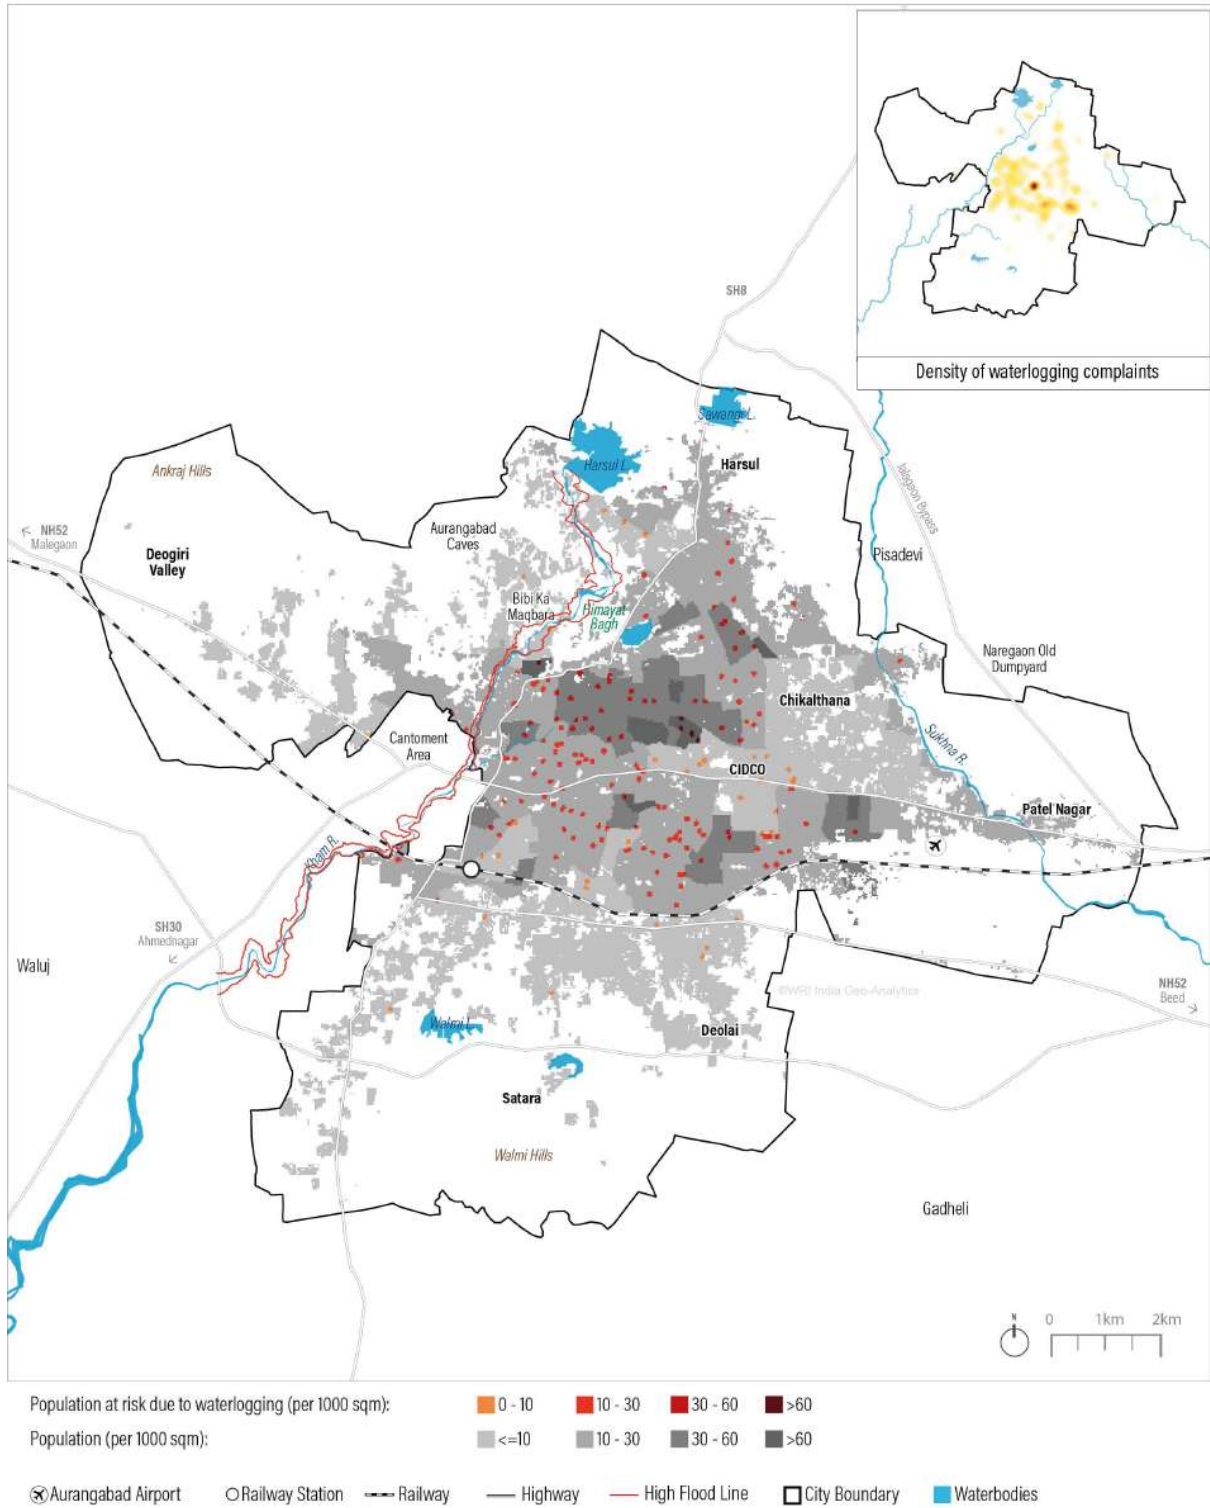 Density of waterlogging complaints
SH8
Sawangi L.
Harsul L.
Harsul
Ankraj Hills
NH52
Malegaon
Deogiri
Valley
Aurangabad
Caves
Pisadevi
Bibi Ka
Maqbara
Himayat
Bagh
Naregaon Old
Dumpyard
Chikalthana
Cantoment
Area
Sukhna R.
CIDCO
Patel Nagar
Kham R.
SH30
Ahmednagar
Waluj
©WRI India Geo-Analytics
NH52
Beed
Walmi L.
Deolai
Satara
Walmi Hills
Gadheli
N
0 1km 2km
Population at risk due to waterlogging (per 1000 sqm): 0 - 10 10 - 30 30 - 60 >60
Population (per 1000 sqm): <=10 10 - 30 30 - 60 >60
Aurangabad Airport Railway Station Railway Highway High Flood Line City Boundary Waterbodies